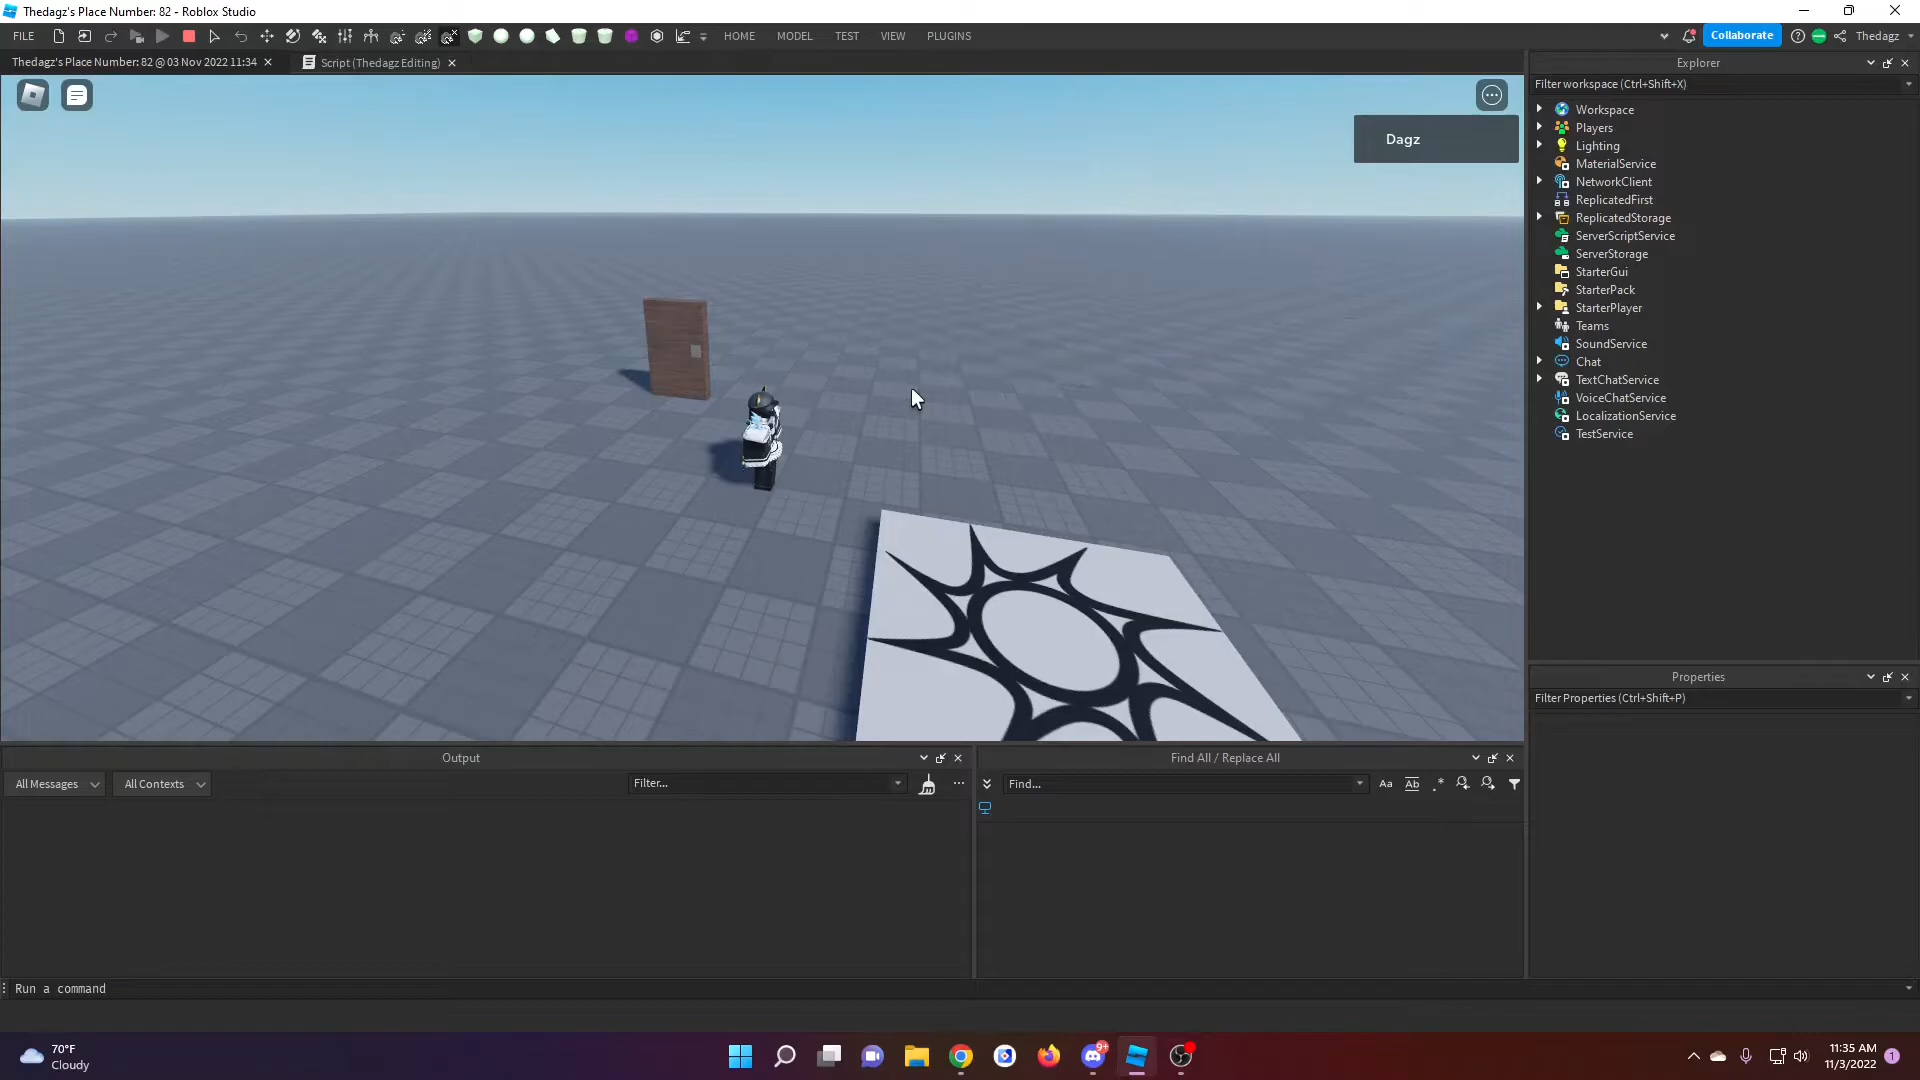 Thedagz's Place Number: 82 - Roblox Studio
FILE
HOME
MODEL
TEST
VIEW
PLUGINS
Collaborate
Thedagz
Thedagz's Place Number: 82 @ 03 Nov 2022 11:34
Script (Thedagz Editing)
Dagz
Explorer
Filter workspace (Ctrl+Shift+X)
Workspace
Players
Lighting
MaterialService
NetworkClient
ReplicatedFirst
ReplicatedStorage
ServerScriptService
ServerStorage
StarterGui
StarterPack
StarterPlayer
Teams
SoundService
Chat
TextChatService
VoiceChatService
LocalizationService
TestService
Properties
Filter Properties (Ctrl+Shift+P)
Output
All Messages
All Contexts
Filter...
Find All / Replace All
Find...
Aa
Ab
.*
Run a command
70°F
Cloudy
9+
11:35 AM
11/3/2022
1